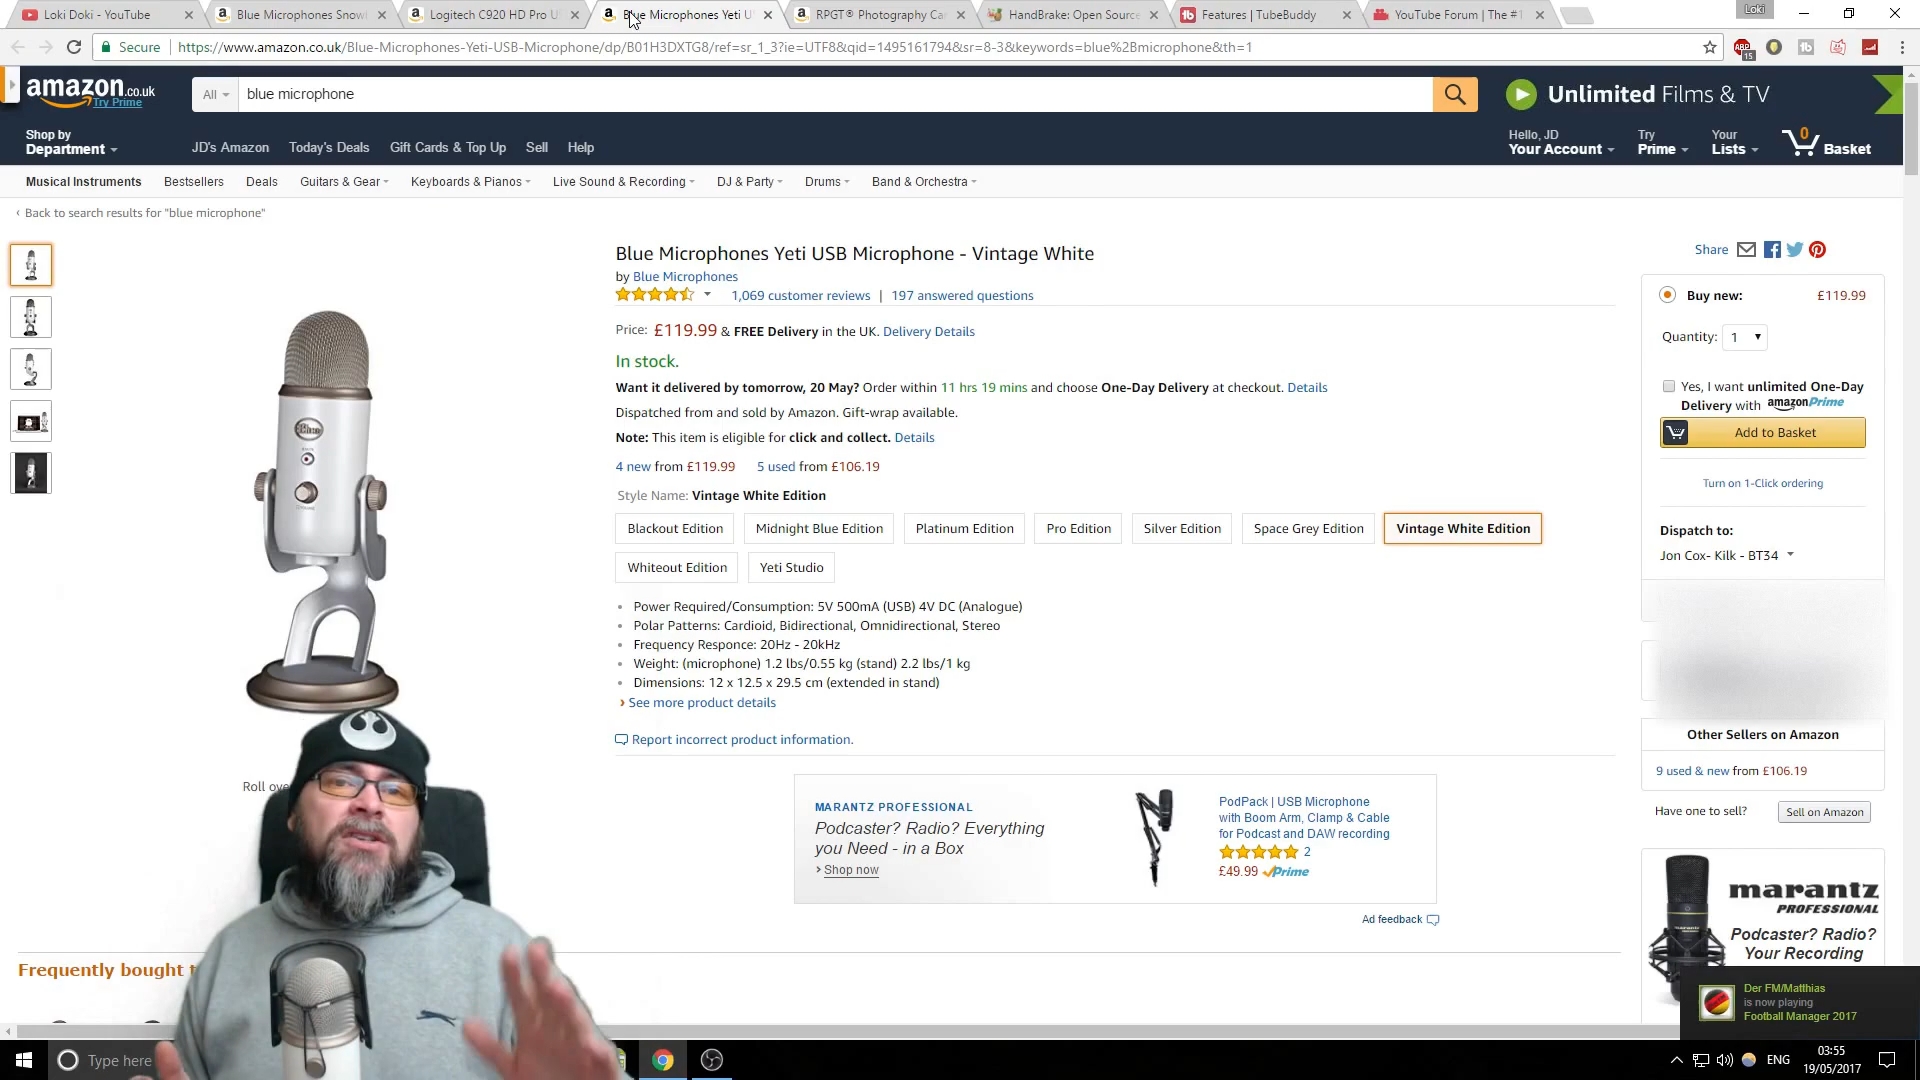 Loki Doki - YouTube
Blue Microphones Snow
Logitech C920 HD Pro U
Blue Microphones Yeti U
RPGT® Photography Ca
HandBrake: Open Source
Features | TubeBuddy
YouTube Forum | The #1
Loki
Secure
https://www.amazon.co.uk/Blue-Microphones-Yeti-USB-Microphone/dp/B01H3DXTG8/ref=sr_1_3?ie=UTF8&qid=1495161794&sr=8-3&keywords=blue%2Bmicrophone&th=1
ABP
15
tb
amazon.co.uk
Try Prime
All
blue microphone
Unlimited Films & TV
Shop by
Department
JD's Amazon
Today's Deals
Gift Cards & Top Up
Sell
Help
Hello, JD
Your Account
Try
Prime
Your
Lists
0
Basket
Musical Instruments
Bestsellers
Deals
Guitars & Gear
Keyboards & Pianos
Live Sound & Recording
DJ & Party
Drums
Band & Orchestra
‹ Back to search results for "blue microphone"
Blue Microphones Yeti USB Microphone - Vintage White
by Blue Microphones
1,069 customer reviews | 197 answered questions
Price: £119.99 & FREE Delivery in the UK. Delivery Details
In stock.
Want it delivered by tomorrow, 20 May? Order within 11 hrs 19 mins and choose One-Day Delivery at checkout. Details
Dispatched from and sold by Amazon. Gift-wrap available.
Note: This item is eligible for click and collect. Details
4 new from £119.99 5 used from £106.19
Style Name: Vintage White Edition
Blackout Edition
Midnight Blue Edition
Platinum Edition
Pro Edition
Silver Edition
Space Grey Edition
Vintage White Edition
Whiteout Edition
Yeti Studio
Power Required/Consumption: 5V 500mA (USB) 4V DC (Analogue)
Polar Patterns: Cardioid, Bidirectional, Omnidirectional, Stereo
Frequency Responce: 20Hz - 20kHz
Weight: (microphone) 1.2 lbs/0.55 kg (stand) 2.2 lbs/1 kg
Dimensions: 12 x 12.5 x 29.5 cm (extended in stand)
› See more product details
Report incorrect product information.
Blue
Roll ove
MARANTZ PROFESSIONAL
Podcaster? Radio? Everything
you Need - in a Box
› Shop now
PodPack | USB Microphone
with Boom Arm, Clamp & Cable
for Podcast and DAW recording
2
£49.99 Prime
Ad feedback
Share
Buy new:
£119.99
Quantity: 1
Yes, I want unlimited One-Day
Delivery with amazonPrime
Add to Basket
Turn on 1-Click ordering
Dispatch to:
Jon Cox- Kilk - BT34
Other Sellers on Amazon
9 used & new from £106.19
Have one to sell?
Sell on Amazon
marantz
PROFESSIONAL
Podcaster? Radio?
Your Recording
Frequently bought t
Der FM/Matthias
is now playing
Football Manager 2017
Type here
ENG
03:55
19/05/2017